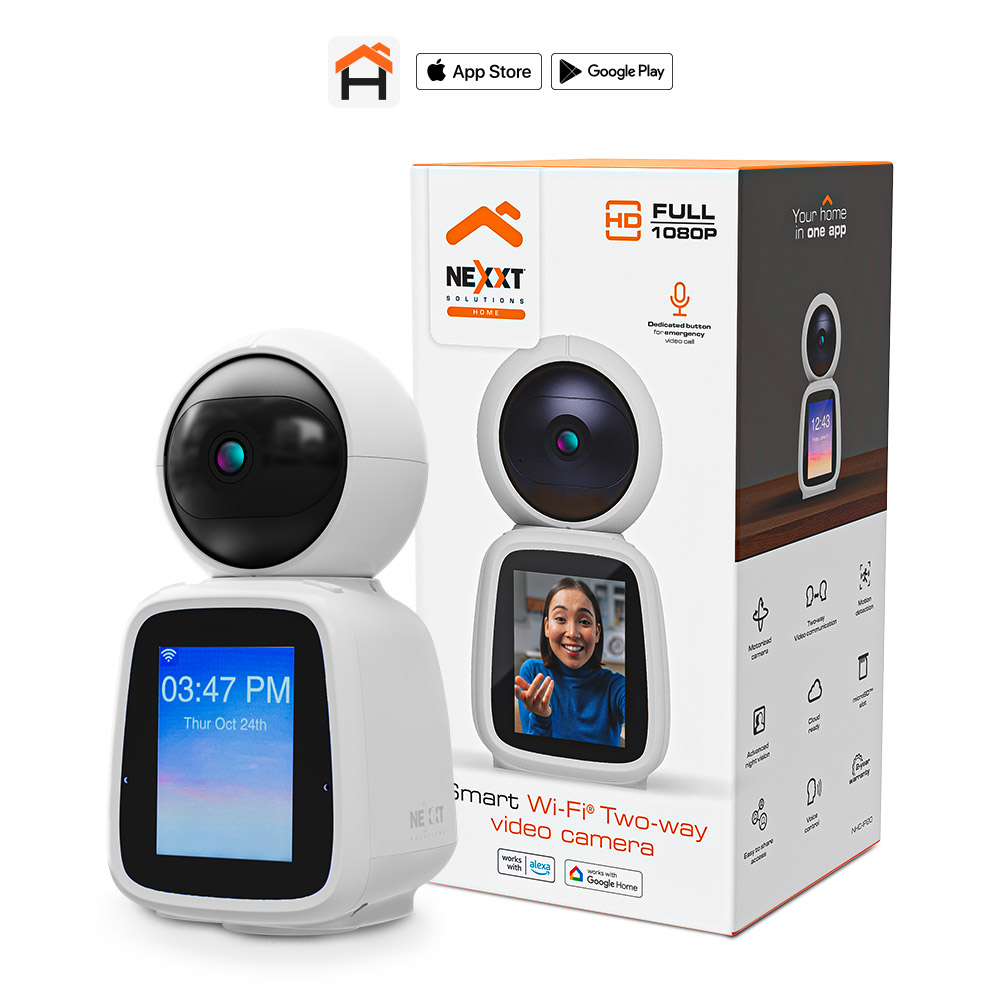 App Store
Google Play
NEXXT
SOLUTIONS
HOME
HD
FULL
1080P
Dedicated button
for emergency
video call
Your home
in one app
12:43
03:47 PM
Thur Oct 24th
NEXXT
SOLUTIONS
Smart Wi-Fi® Two-way
video camera
works
with
alexa
works with
Google Home
Motorized
camera
Two-way
Video communication
Motion
detection
Advanced
night vision
Cloud
ready
microSD™
slot
Easy to share
access
Voice
control
2-year
warranty